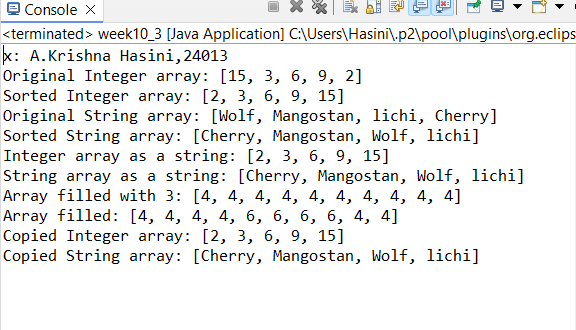 Console
<terminated> week10_3 [Java Application] C:\Users\Hasini\.p2\pool\plugins\org.eclips
x: A.Krishna Hasini,24013
Original Integer array: [15, 3, 6, 9, 2]
Sorted Integer array: [2, 3, 6, 9, 15]
Original String array: [Wolf, Mangostan, lichi, Cherry]
Sorted String array: [Cherry, Mangostan, Wolf, lichi]
Integer array as a string: [2, 3, 6, 9, 15]
String array as a string: [Cherry, Mangostan, Wolf, lichi]
Array filled with 3: [4, 4, 4, 4, 4, 4, 4, 4, 4, 4]
Array filled: [4, 4, 4, 4, 6, 6, 6, 6, 4, 4]
Copied Integer array: [2, 3, 6, 9, 15]
Copied String array: [Cherry, Mangostan, Wolf, lichi]